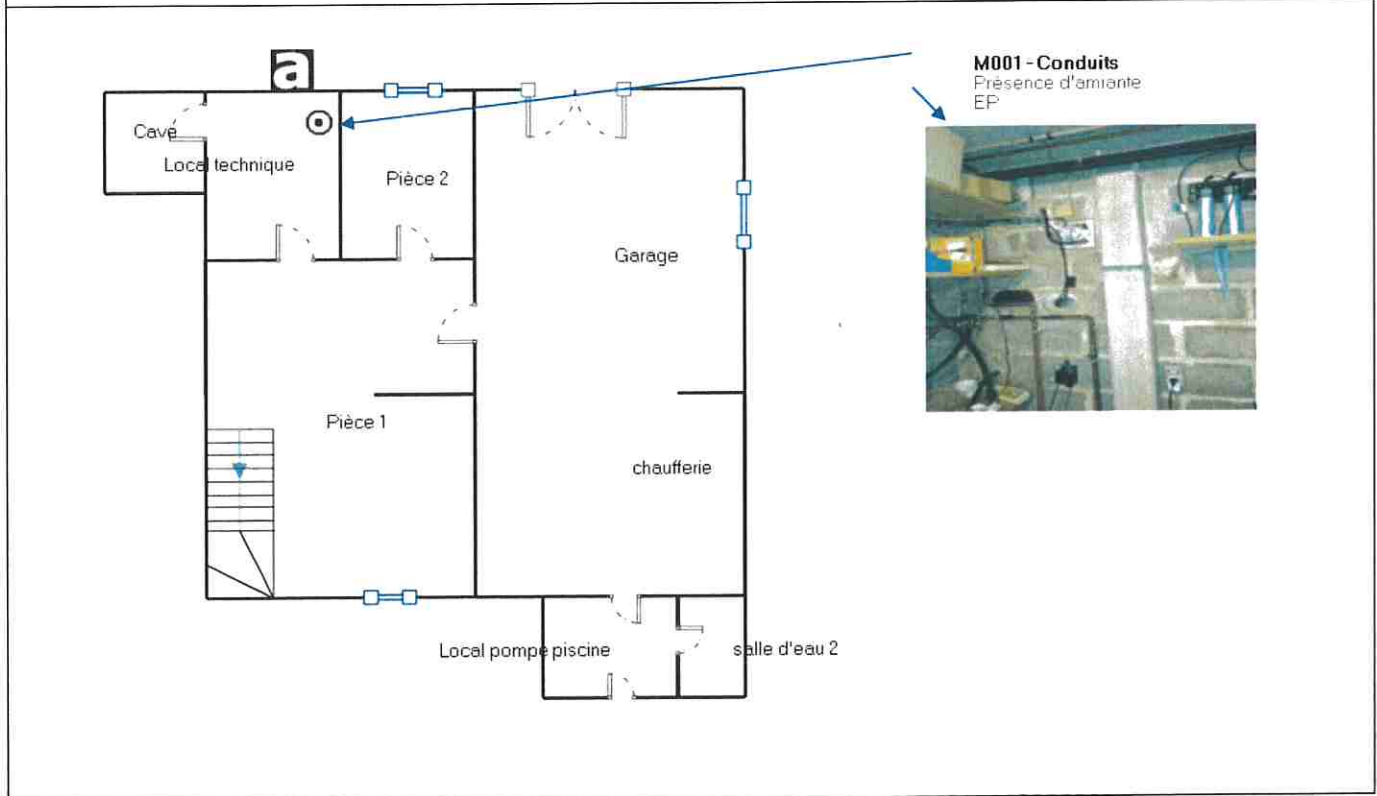 a
M001 - Conduits
Présence d'amiante
EP
Cave
Local technique
Pièce 2
Garage
Pièce 1
chaufferie
Local pompe piscine
salle d'eau 2